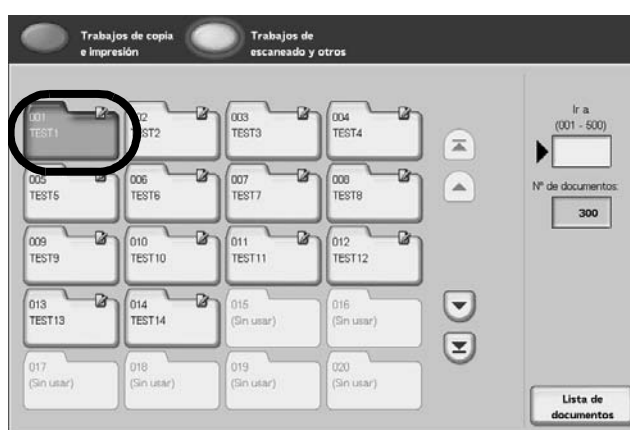 Trabajos de copia
e impresión
Trabajos de
escaneado y otros
001
TEST1
002
TEST2
003
TEST3
004
TEST4
005
TEST5
006
TEST6
007
TEST7
008
TEST8
009
TEST9
010
TEST10
011
TEST11
012
TEST12
013
TEST13
014
TEST14
015
(Sin usar)
016
(Sin usar)
017
(Sin usar)
018
(Sin usar)
019
(Sin usar)
020
(Sin usar)
Ir a
(001 - 500)
Nº de documentos:
300
Lista de
documentos